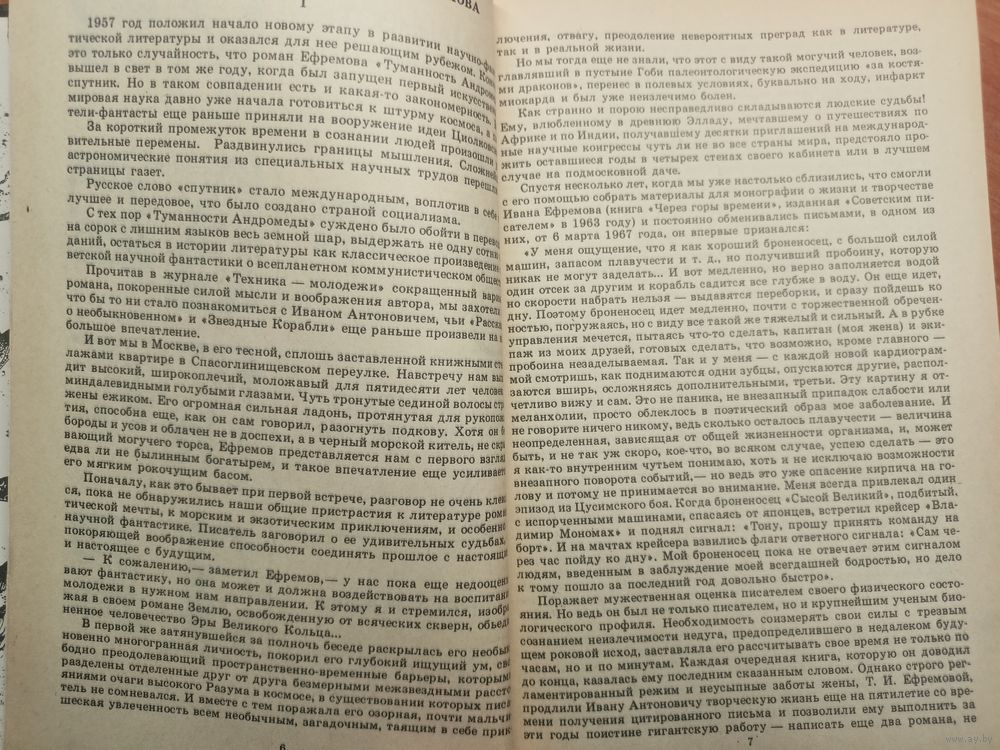 I
ОВА
1957 год положил начало новому этапу в развитии научно-фан
тической литературы и оказался для нее решающим рубежом. Коне
это только случайность, что роман Ефремова «Туманность Андроме
вышел в свет в том же году, когда был запущен первый искусствен
спутник. Но в таком совпадении есть и какая-то закономерность,
мировая наука давно уже начала готовиться к штурму космоса, а
тели-фантасты еще раньше приняли на вооружение идеи Циолковск
За короткий промежуток времени в сознании людей произошли
вительные перемены. Раздвинулись границы мышления. Сложней
астрономические понятия из специальных научных трудов перешл
страницы газет.
Русское слово «спутник» стало международным, воплотив в себе
лучшее и передовое, что было создано страной социализма.
С тех пор «Туманности Андромеды» суждено было обойти в перево
на сорок с лишним языков весь земной шар, выдержать не одну сотню
даний, остаться в истории литературы как классическое произведение
ветской научной фантастики о всепланетном коммунистическом общес
Прочитав в журнале «Техника — молодежи» сокращенный вари
романа, покоренные силой мысли и воображения автора, мы захотели
что бы то ни стало познакомиться с Иваном Антоновичем, чьи «Расска
о необыкновенном» и «Звездные Корабли» еще раньше произвели на н
большое впечатление.
И вот мы в Москве, в его тесной, сплошь заставленной книжными сте
лажами квартире в Спасоглинищевском переулке. Навстречу нам вых
дит высокий, широкоплечий, моложавый для пятидесяти лет человек
миндалевидными голубыми глазами. Чуть тронутые сединой волосы стр
жены ежиком. Его огромная сильная ладонь, протянутая для рукопож
тия, способна еще, как он сам говорил, разогнуть подкову. Хотя он б
бороды и усов и облачен не в доспехи, а в черный морской китель, не скр
вающий могучего торса, Ефремов представляется нам с первого взгля
едва ли не былинным богатырем, и такое впечатление еще усиливает
его мягким рокочущим басом.
Поначалу, как это бывает при первой встрече, разговор не очень клеи
ся, пока не обнаружились наши общие пристрастия к литературе рома
тической мечты, к морским и экзотическим приключениям, и особенно
научной фантастике. Писатель заговорил о ее удивительных судьбах,
покоряющей воображение способности соединять прошлое с настоящи
и настоящее с будущим.
— К сожалению,— заметил Ефремов,— у нас пока еще недооцени
вают фантастику, но она может и должна воздействовать на воспитани
молодежи в нужном нам направлении. К этому я и стремился, изобра
жая в своем романе Землю, освобожденную от всяческих скверн, объеди
ненное человечество Эры Великого Кольца...
В первой же затянувшейся за полночь беседе раскрылась его необык
новенно многогранная личность, покорил его глубокий ищущий ум, сво
бодно преодолевающий пространственно-временные барьеры, которыми
разделены отделенные друг от друга безмерными межзвездными рассто
яниями очаги высокого Разума в космосе, в существовании которых писа
тель не сомневался. И вместе с тем поражала его озорная, почти мальчи
шеская увлеченность всем необычным, загадочным, таящим в себе прик
6
лючения, отвагу, преодоление невероятных преград как в литературе,
так и в реальной жизни.
Но мы тогда еще не знали, что этот с виду такой могучий человек, воз-
главлявший в пустыне Гоби палеонтологическую экспедицию «за костя-
ми драконов», перенес в полевых условиях, буквально на ходу, инфаркт
миокарда и был уже неизлечимо болен.
Как странно и порою несправедливо складываются людские судьбы!
Ему, влюбленному в древнюю Элладу, мечтавшему о путешествиях по
Африке и по Индии, получавшему десятки приглашений на международ-
ные научные конгрессы чуть ли не во все страны мира, предстояло про-
жить оставшиеся годы в четырех стенах своего кабинета или в лучшем
случае на подмосковной даче.
Спустя несколько лет, когда мы уже настолько сблизились, что смогли
с его помощью собрать материалы для монографии о жизни и творчестве
Ивана Ефремова (книга «Через горы времени», изданная «Советским пи-
сателем» в 1963 году) и постоянно обменивались письмами, в одном из
них, от 6 марта 1967 года, он впервые признался:
«У меня ощущение, что я как хороший броненосец, с большой силой
машин, запасом плавучести и т. д., но получивший пробоину, которую
никак не могут заделать... И вот медленно, но верно заполняется водой
один отсек за другим и корабль садится все глубже в воду. Он еще идет,
но скорости набрать нельзя — выдавятся переборки, и сразу пойдешь ко
дну. Поэтому броненосец идет медленно, почти с торжественной обречен-
ностью, погружаясь, но с виду все такой же тяжелый и сильный. А в рубке
управления мечется, пытаясь что-то сделать, капитан (моя жена) и эки-
паж из моих друзей, готовых сделать, что возможно, кроме главного —
пробоина незаделываемая. Так и у меня — с каждой новой кардиограм-
мой смотришь, как поднимаются одни зубцы, опускаются другие, распол-
заются вширь, осложняясь дополнительными, третьи. Эту картину я от-
четливо вижу и сам. Это не паника, не внезапный припадок слабости или
меланхолии, просто облеклось в поэтический образ мое заболевание. И
не говорите ничего никому, ведь сколько осталось плавучести — величина
неопределенная, зависящая от общей жизненности организма, и, может
быть, и не так уж скоро, кое-что, во всяком случае, успею сделать — это
я как-то внутренним чутьем понимаю, хоть и не исключаю возможности
внезапного поворота событий,— но ведь это уже опасение кирпича на го-
лову и потому не принимается во внимание. Меня всегда привлекал один
эпизод из Цусимского боя. Когда броненосец «Сысой Великий», подбитый,
с испорченными машинами, спасаясь от японцев, встретил крейсер «Вла-
димир Мономах» и поднял сигнал: «Тону, прошу принять команду на
борт». И на мачтах крейсера взвились флаги ответного сигнала: «Сам че-
рез час пойду ко дну». Мой броненосец пока не отвечает этим сигналом
людям, введенным в заблуждение моей всегдашней бодростью, но дело
к тому пошло за последний год довольно быстро».
Поражает мужественная оценка писателем своего физического состо-
яния. Но ведь он был не только писателем, но и крупнейшим ученым био-
логического профиля. Необходимость соизмерять свои силы с трезвым
сознанием неизлечимости недуга, предопределившего в недалеком буду-
щем роковой исход, заставляла его рассчитывать свое время не только по
часам, но и по минутам. Каждая очередная книга, которую он доводил
до конца, казалась ему последним сказанным словом. Однако строго рег-
ламентированный режим и неусыпные заботы жены, Т. И. Ефремовой,
продлили Ивану Антоновичу творческую жизнь еще на пятилетие со вре-
мени получения цитированного письма и позволили ему выполнить за
эти годы поистине гигантскую работу — написать еще два романа, не
7
www.ay.by